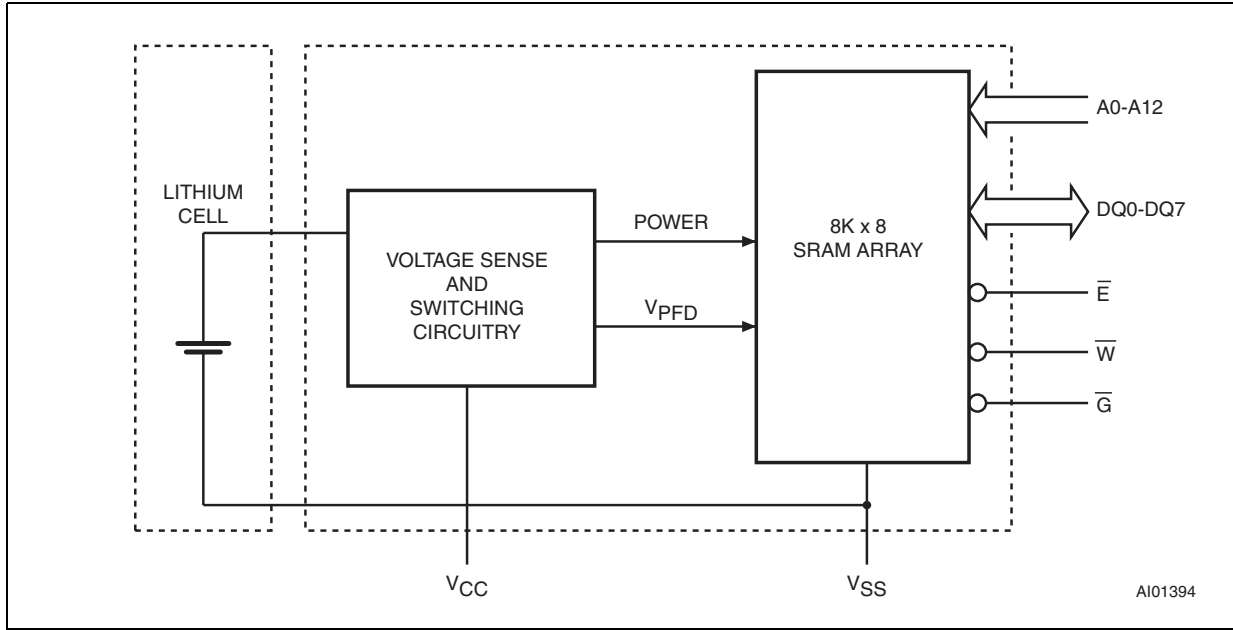 LITHIUM
CELL
VOLTAGE SENSE
AND
SWITCHING
CIRCUITRY
POWER
VPFD
8K x 8
SRAM ARRAY
A0-A12
DQ0-DQ7
E̅
W̅
G̅
VCC
VSS
AI01394